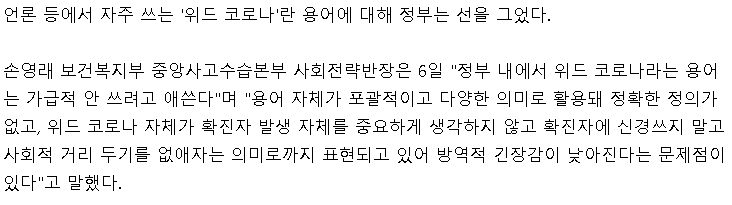 언론 등에서 자주 쓰는 '위드 코로나'란 용어에 대해 정부는 선을 그었다.
손영래 보건복지부 중앙사고수습본부 사회전략반장은 6일 "정부 내에서 위드 코로나라는 용어
는 가급적 안 쓰려고 애쓴다"며 "용어 자체가 포괄적이고 다양한 의미로 활용돼 정확한 정의가
없고, 위드 코로나 자체가 확진자 발생 자체를 중요하게 생각하지 않고 확진자에 신경쓰지 말고
사회적 거리 두기를 없애자는 의미로까지 표현되고 있어 방역적 긴장감이 낮아진다는 문제점이
있다"고 말했다.